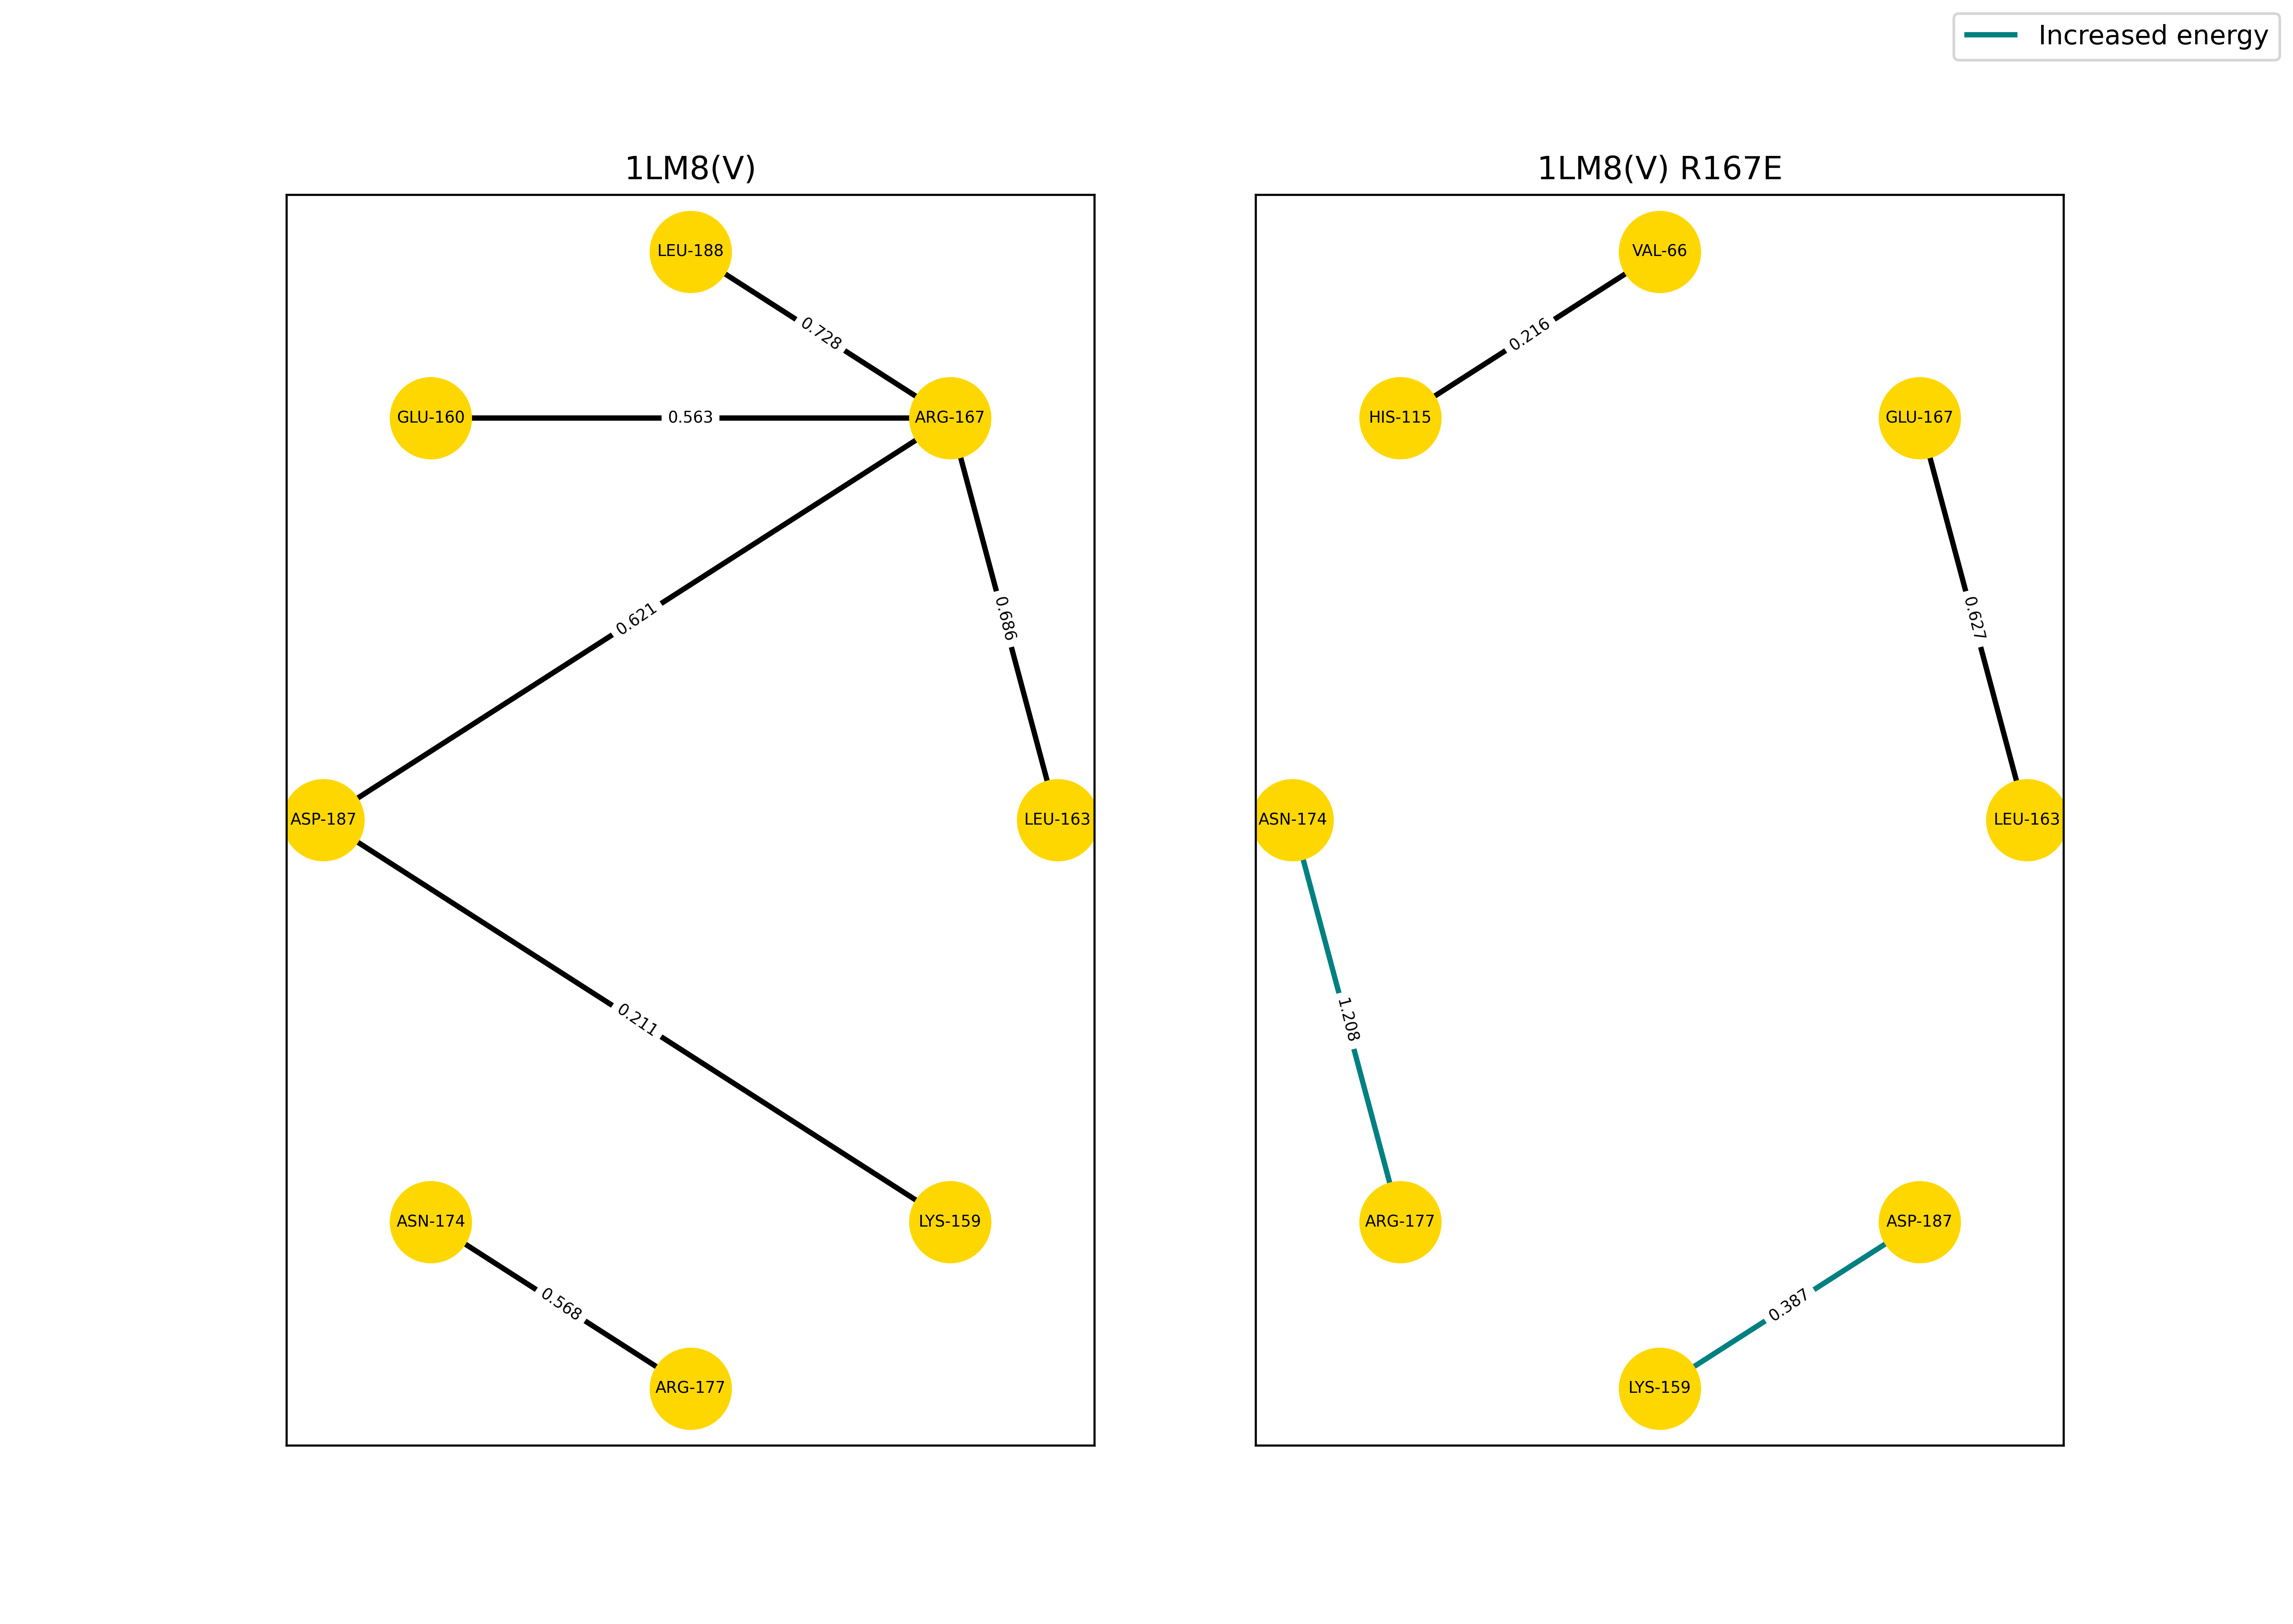 Increased energy
1LM8(V)
LEU-188
0.728
GLU-160
0.563
ARG-167
0.621
0.686
ASP-187
LEU-163
0.211
ASN-174
LYS-159
0.568
ARG-177
1LM8(V) R167E
VAL-66
0.216
HIS-115
GLU-167
0.627
ASN-174
LEU-163
1.208
ARG-177
ASP-187
0.387
LYS-159